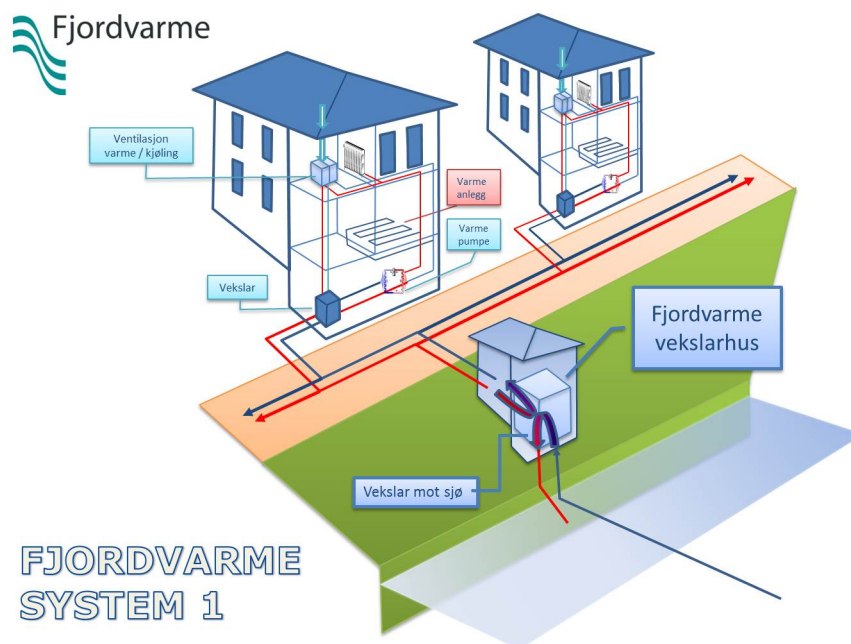 Fjordvarme
Ventilasjon
varme / kjøling
Varme
anlegg
Varme
pumpe
Vekslar
Fjordvarme
vekslarhus
Vekslar mot sjø
FJORDVARME
SYSTEM 1